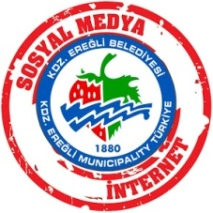 SOSYAL MEDYA
KDZ. EREĞLİ BELEDİYESİ
1880
KDZ. EREĞLI MUNICIPALITY TÜRKİYE
İNTERNET